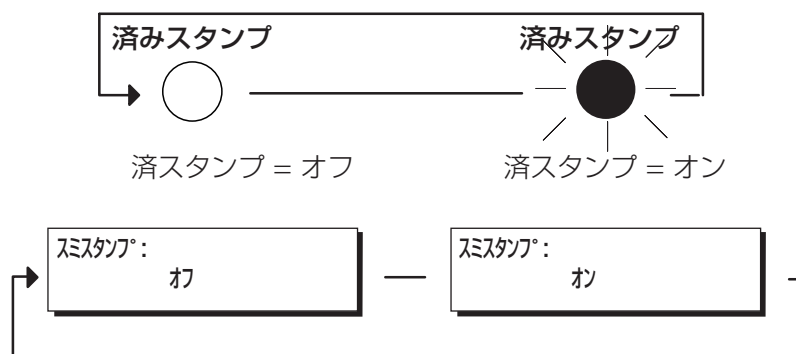 済みスタンプ 済みスタンプ
済スタンプ = オフ 済スタンプ = オン
ｽﾐｽﾀﾝﾌﾟ: ｽﾐｽﾀﾝﾌﾟ:
ｵﾌ ｵﾝ